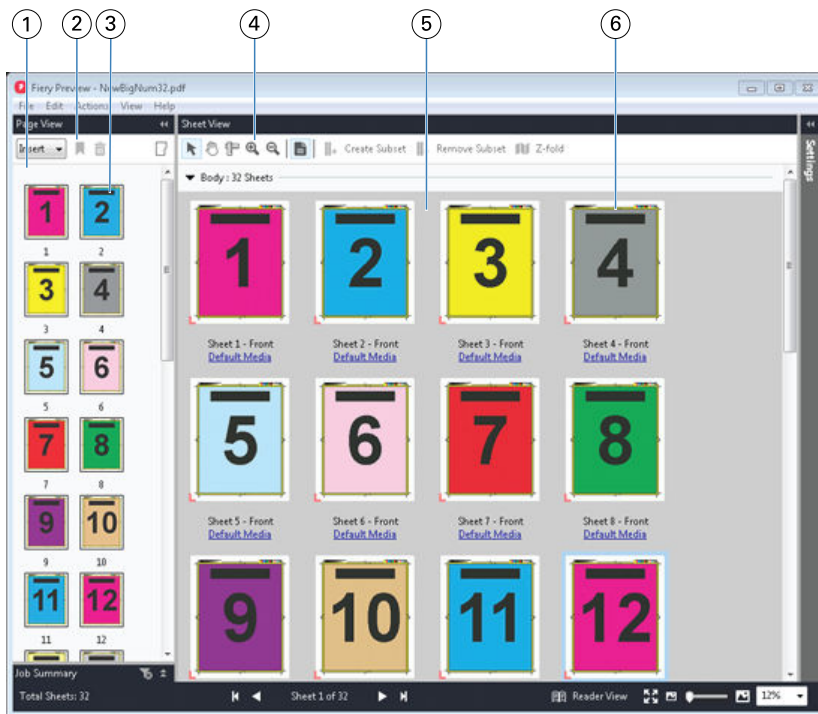 1 2 3 4 5 6
Fiery Preview - NewBigNum32.pdf
File Edit Actions View Help
Page View Sheet View
Insert Create Subset Remove Subset Z-fold
Settings
Body : 32 Sheets
1 2
1 2
3 4
3 4
5 6
5 6
7 8
7 8
9 10
9 10
11 12
11 12
1 2 3 4
Sheet 1 - Front Sheet 2 - Front Sheet 3 - Front Sheet 4 - Front
Default Media Default Media Default Media Default Media
5 6 7 8
Sheet 5 - Front Sheet 6 - Front Sheet 7 - Front Sheet 8 - Front
Default Media Default Media Default Media Default Media
9 10 11 12
Job Summary
Total Sheets: 32 Sheet 1 of 32 Reader View 12%